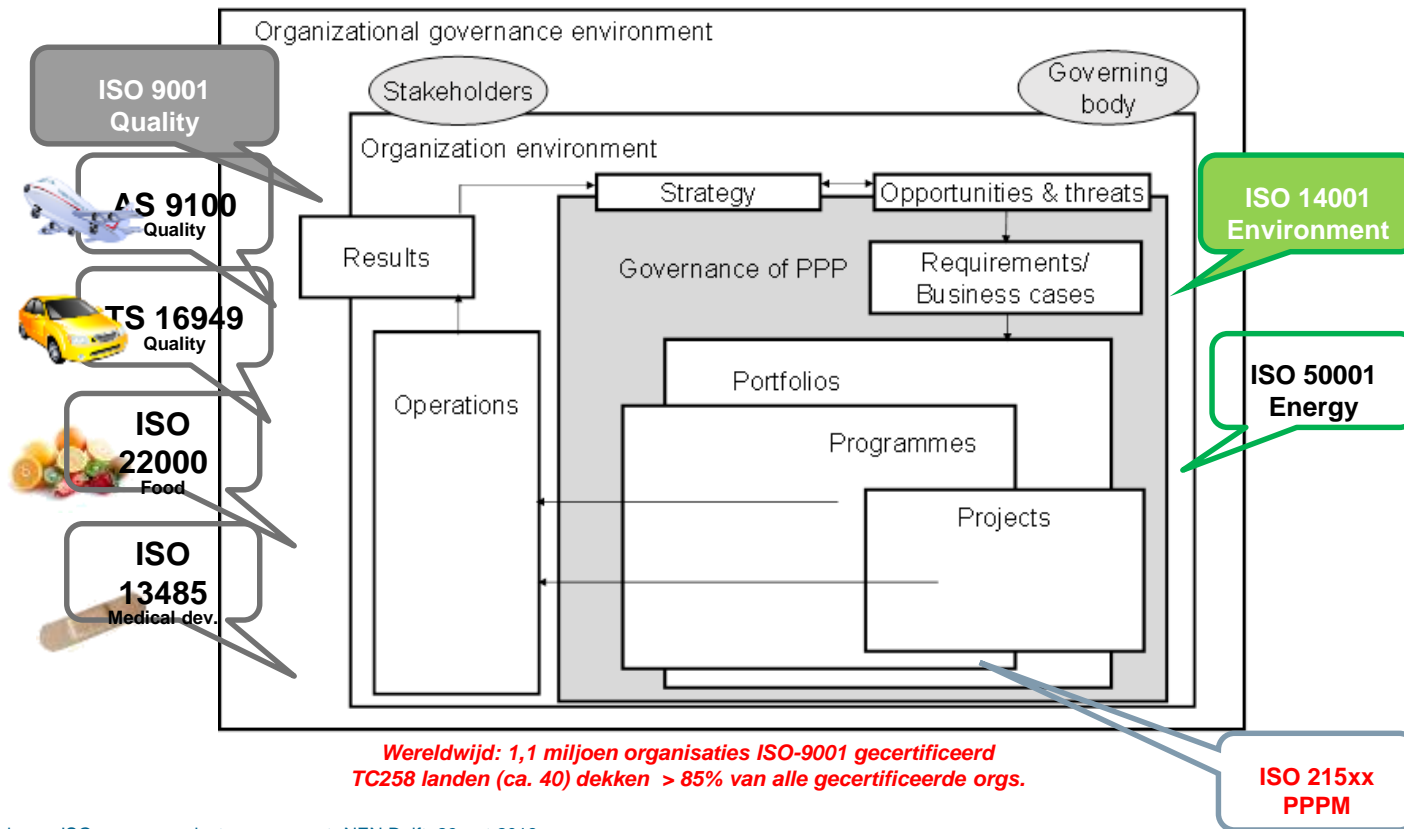 Organizational governance environment
ISO 9001
Quality
Stakeholders
Governing
body
Organization environment
AS 9100
Quality
Strategy
Opportunities & threats
ISO 14001
Environment
Results
Governance of PPP
Requirements/
Business cases
TS 16949
Quality
Portfolios
ISO 50001
Energy
Operations
ISO
22000
Food
Programmes
Projects
ISO
13485
Medical dev.
Wereldwijd: 1,1 miljoen organisaties ISO-9001 gecertificeerd
TC258 landen (ca. 40) dekken > 85% van alle gecertificeerde orgs.
ISO 215xx
PPPM